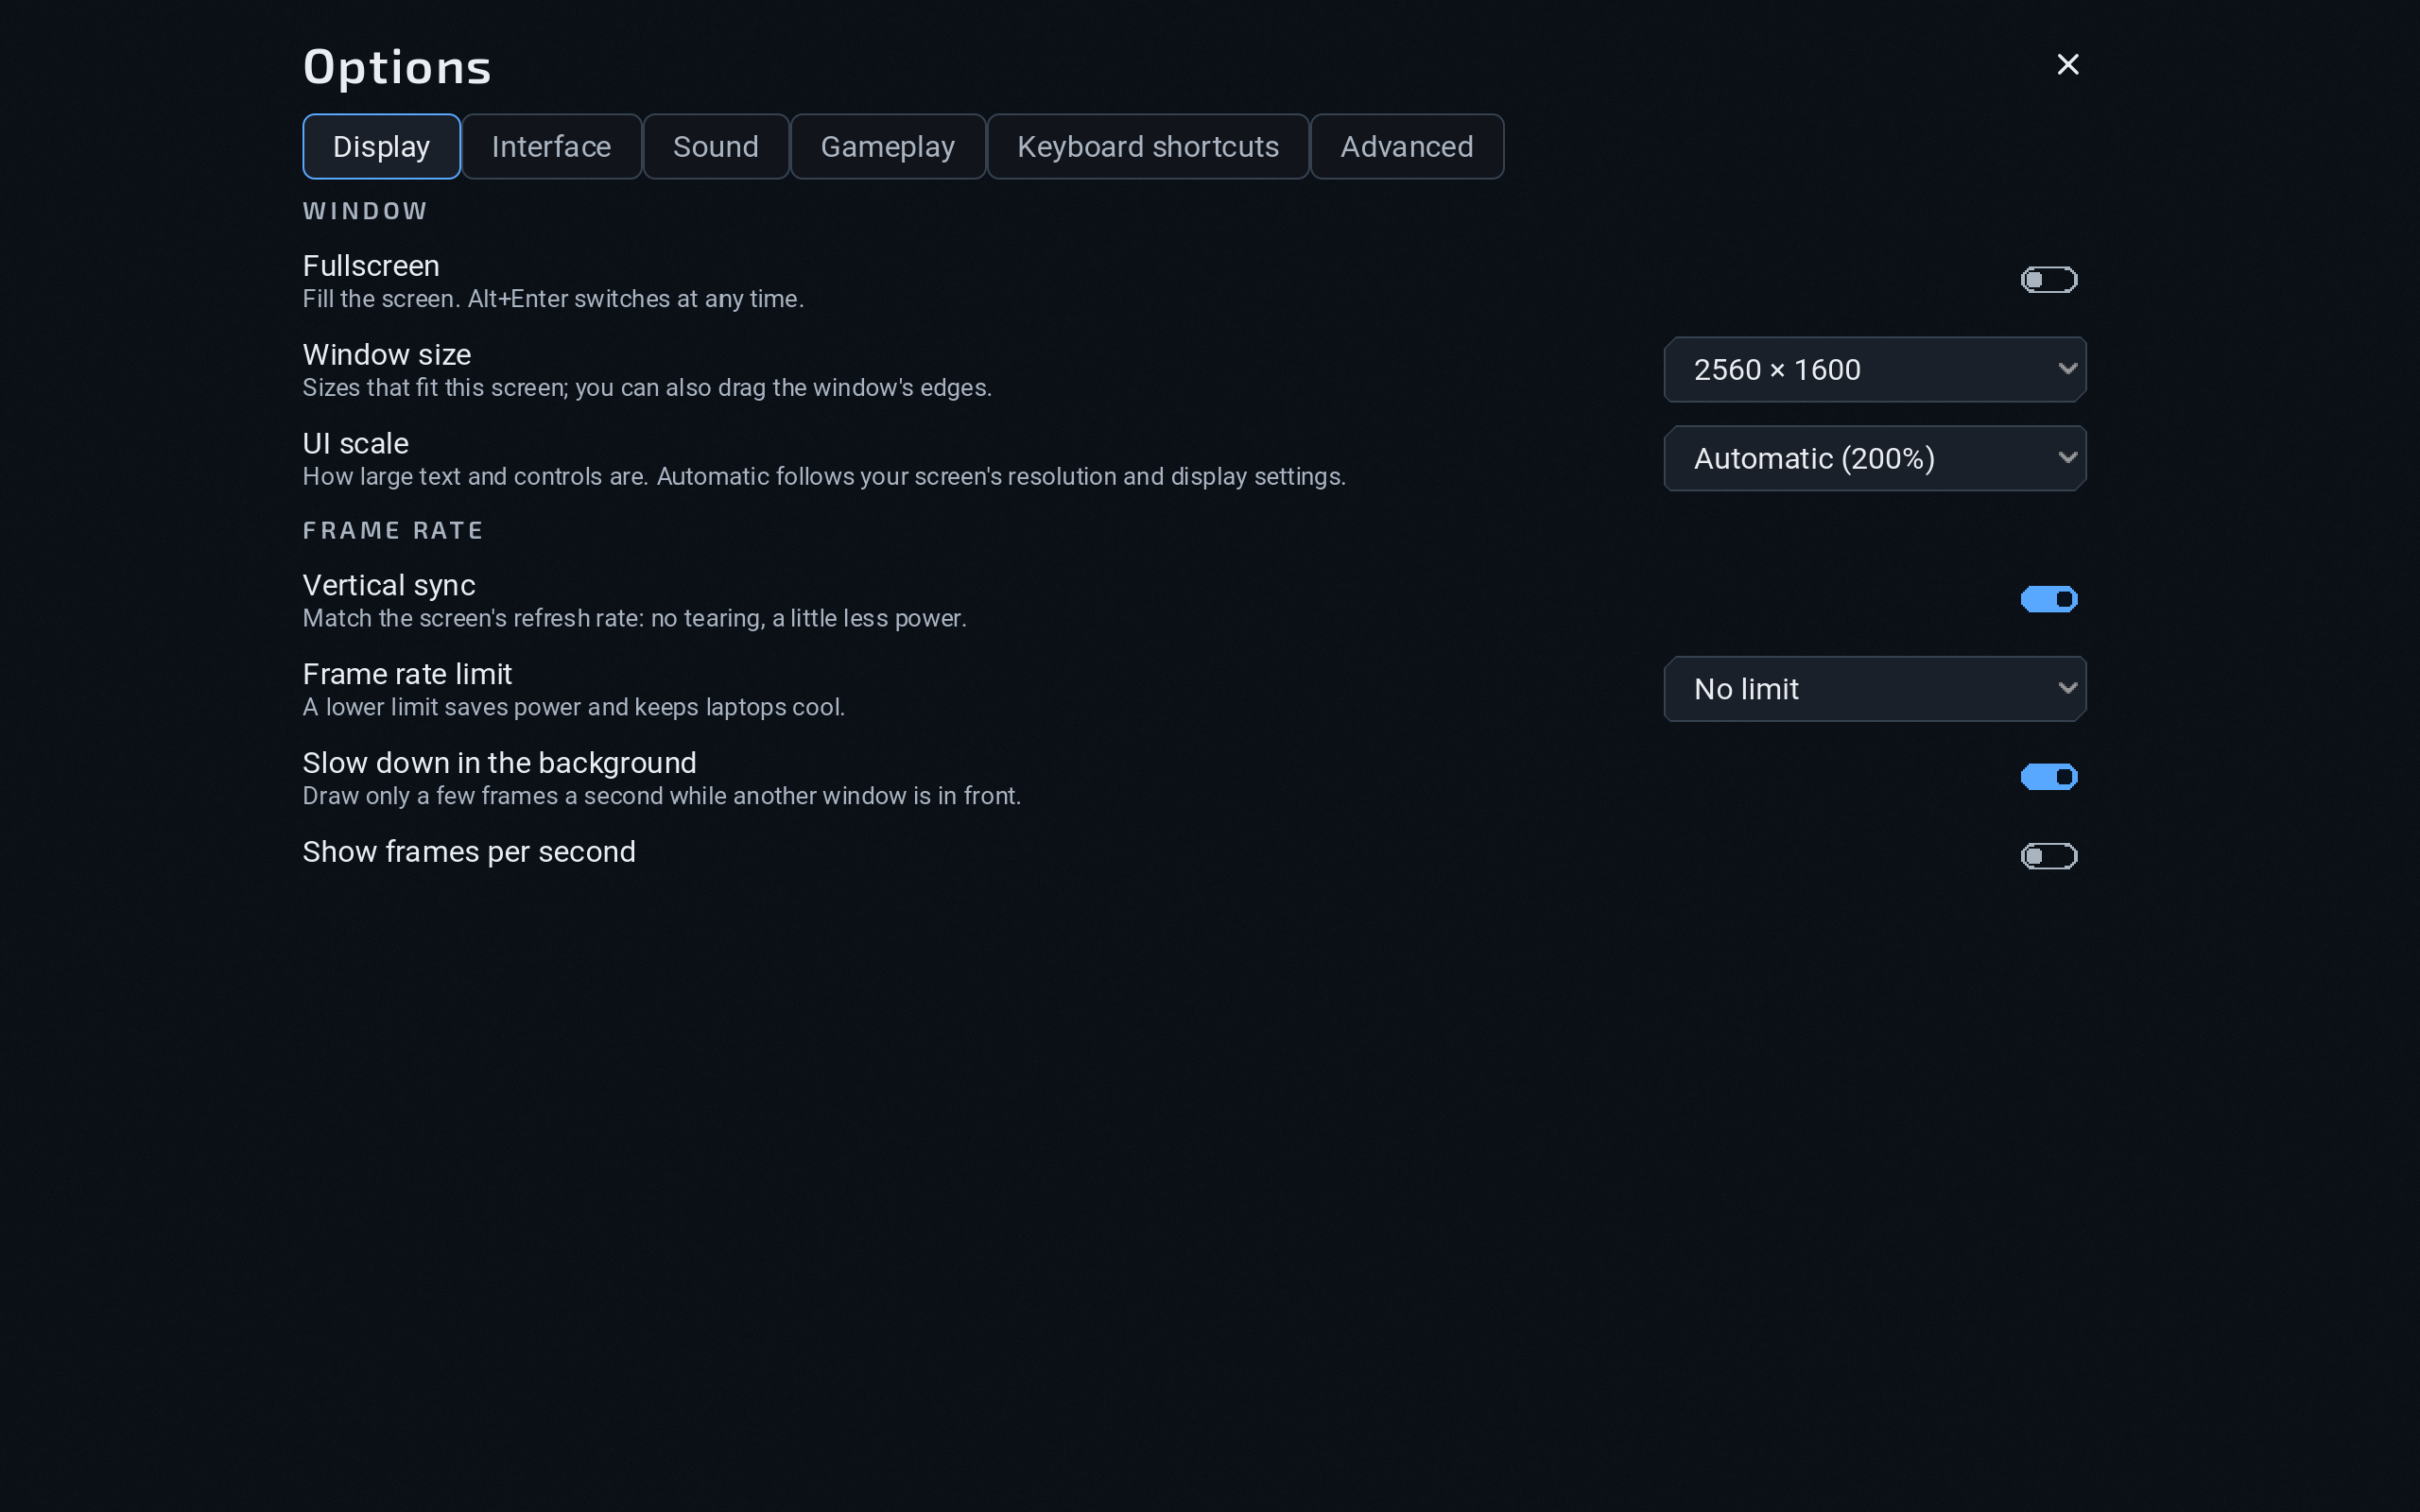 Options
Display
Interface
Sound
Gameplay
Keyboard shortcuts
Advanced
WINDOW
Fullscreen
Fill the screen. Alt+Enter switches at any time.
Window size
Sizes that fit this screen; you can also drag the window's edges.
2560 × 1600
UI scale
How large text and controls are. Automatic follows your screen's resolution and display settings.
Automatic (200%)
FRAME RATE
Vertical sync
Match the screen's refresh rate: no tearing, a little less power.
Frame rate limit
A lower limit saves power and keeps laptops cool.
No limit
Slow down in the background
Draw only a few frames a second while another window is in front.
Show frames per second